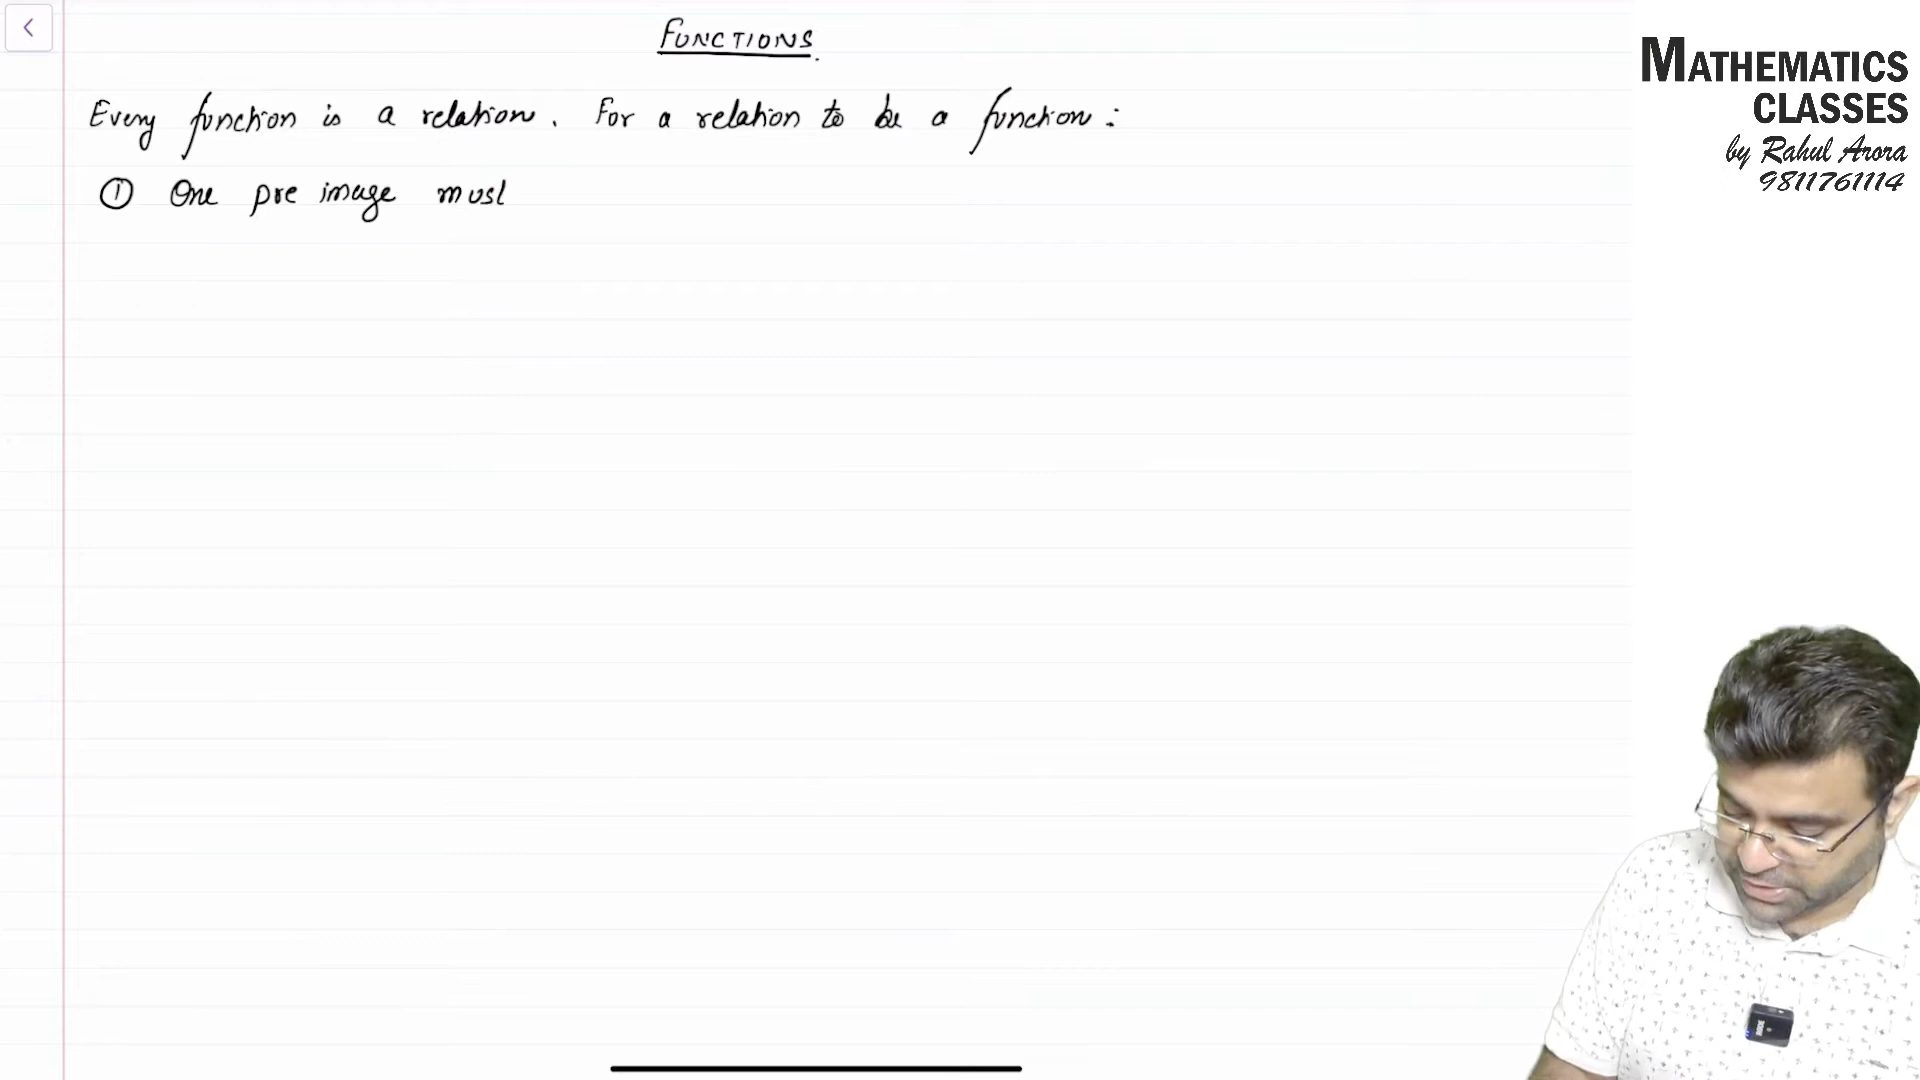 FUNCTIONS.
Every function is a relation. For a relation to be a function :
① One pre image must
MATHEMATICS
CLASSES
by Rahul Arora
9811761114